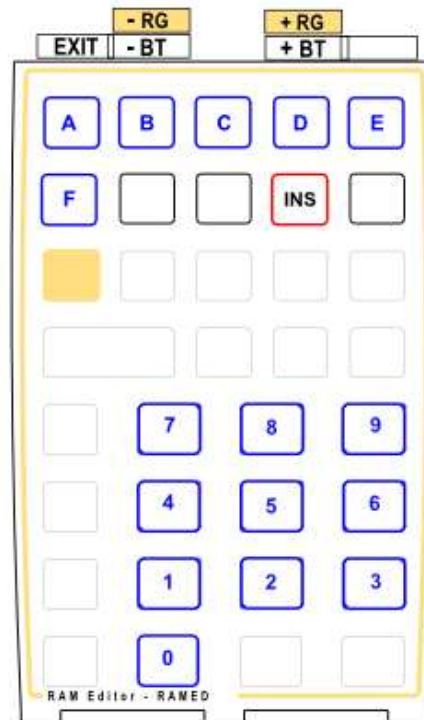 - RG + RG
EXIT - BT + BT
A B C D E
F INS
7 8 9
4 5 6
1 2 3
0
RAM Editor - RAMED